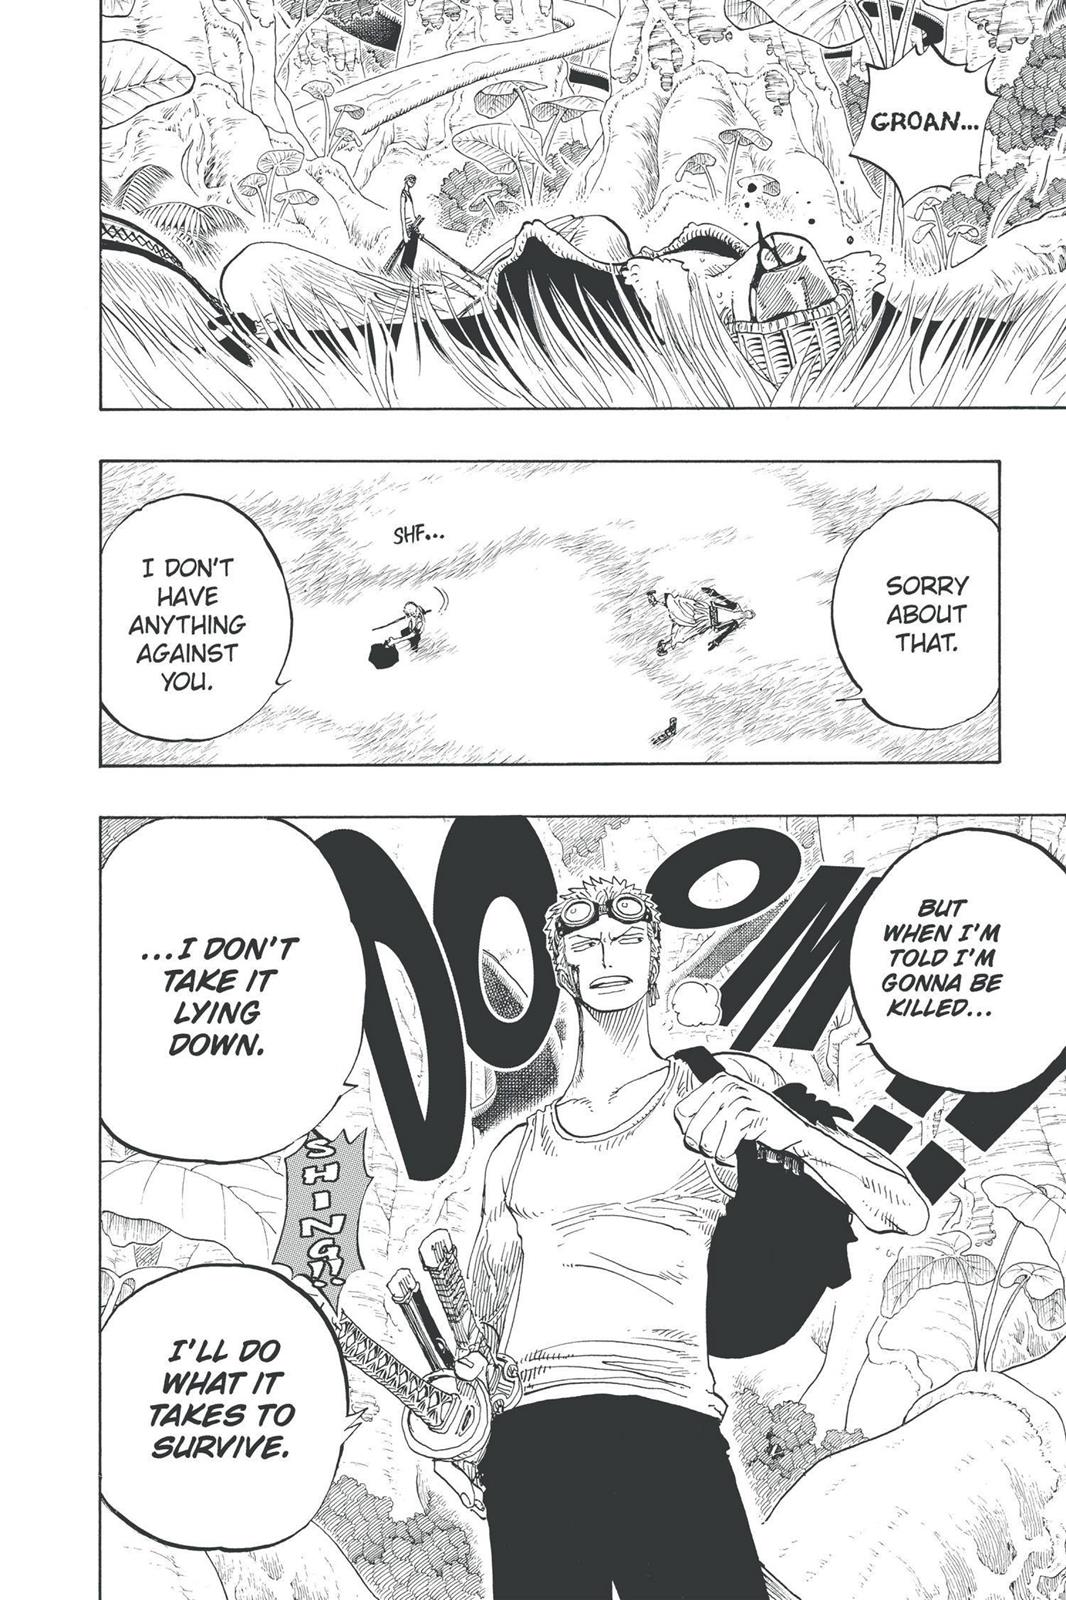 GROAN...
SORRY
ABOUT
THAT.
SHF...
I DON'T
HAVE
ANYTHING
AGAINST
YOU.
BUT
WHEN I'M
TOLD I'M
GONNA BE
KILLED...
DOOM!!
...I DON'T
TAKE IT
LYING
DOWN.
SHING!!
I'LL DO
WHAT IT
TAKES TO
SURVIVE.